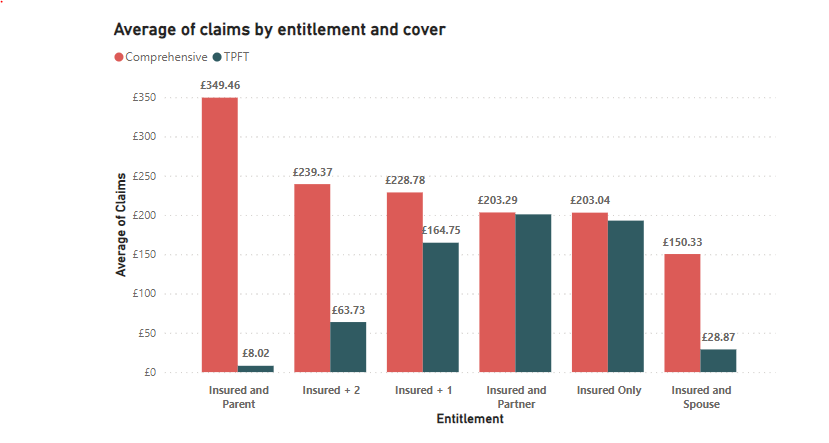 Average of claims by entitlement and cover
Comprehensive TPFT
Average of Claims
£350
£300
£250
£200
£150
£100
£50
£0
£349.46
£8.02
£239.37
£63.73
£228.78
£164.75
£203.29
£203.04
£150.33
£28.87
Insured and
Parent
Insured + 2
Insured + 1
Insured and
Partner
Insured Only
Insured and
Spouse
Entitlement